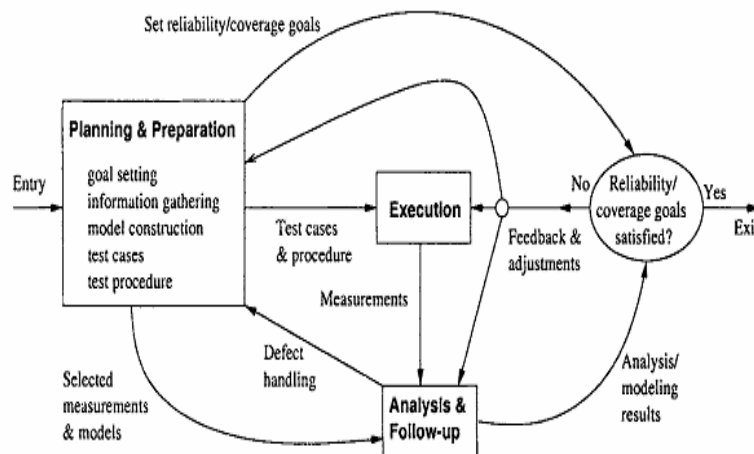 Set reliability/coverage goals
Planning & Preparation
goal setting
information gathering
model construction
test cases
test procedure
Entry
Execution
Test cases
& procedure
No
Reliability/
coverage goals
satisfied?
Yes
Exi
Feedback &
adjustments
Measurements
Defect
handling
Selected
measurements
& models
Analysis &
Follow-up
Analysis/
modeling
results